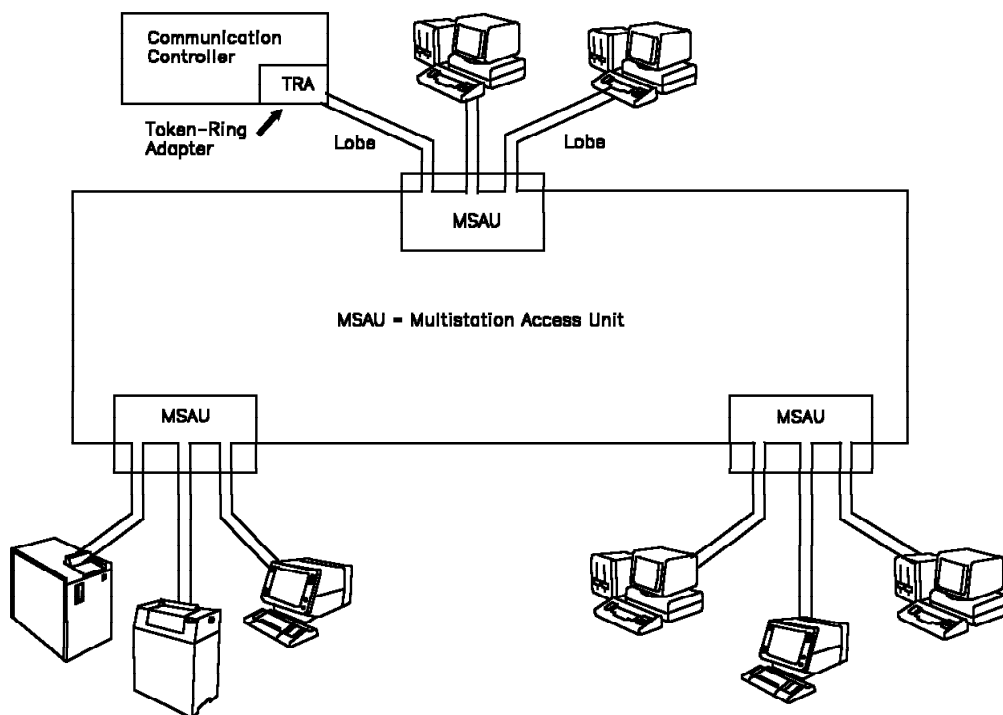 Communication
Controller
TRA
Token-Ring
Adapter
Lobe
Lobe
MSAU
MSAU = Multistation Access Unit
MSAU
MSAU